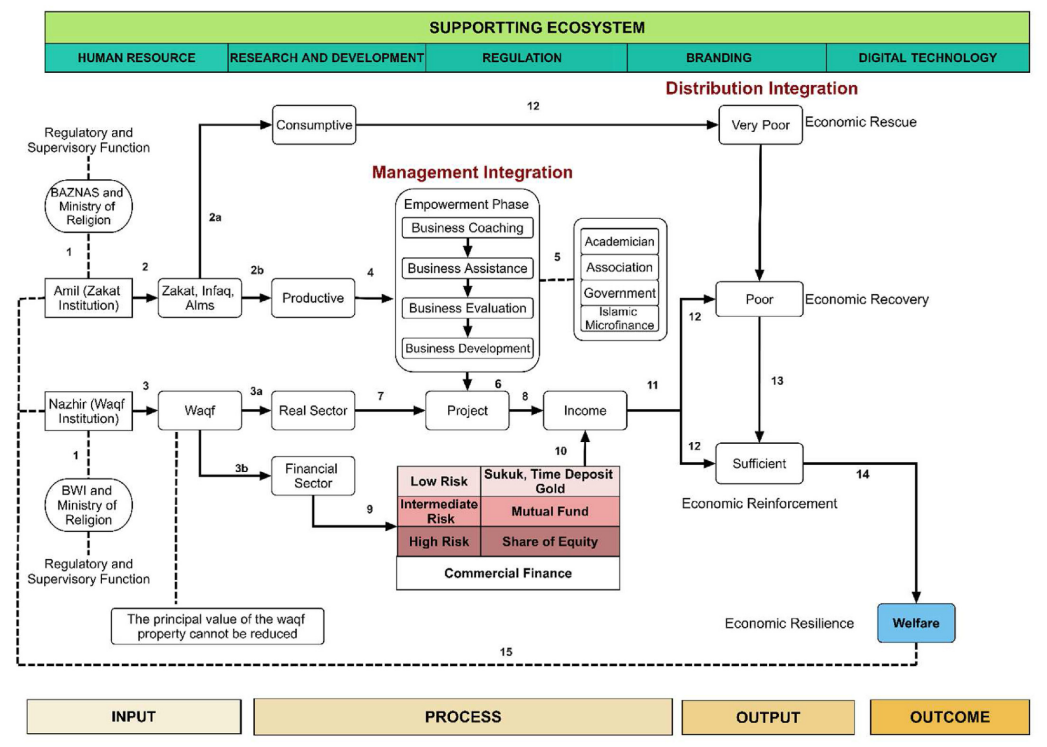 SUPPORTTING ECOSYSTEM
HUMAN RESOURCE
RESEARCH AND DEVELOPMENT
REGULATION
BRANDING
DIGITAL TECHNOLOGY
Distribution Integration
12
Consumptive
Very Poor
Economic Rescue
Regulatory and
Supervisory Function
Management Integration
BAZNAS and
Ministry of
Religion
2a
Empowerment Phase
Business Coaching
Business Assistance
Business Evaluation
Business Development
5
Academician
Association
Government
Islamic
Microfinance
1
2
2b
4
Amil (Zakat
Institution)
Zakat, Infaq,
Alms
Productive
Poor
Economic Recovery
12
3
3a
7
6
8
11
13
Nazhir (Waqf
Institution)
Waqf
Real Sector
Project
Income
1
3b
10
12
14
Financial
Sector
Sufficient
BWI and
Ministry of
Religion
9
Low Risk
Sukuk, Time Deposit
Gold
Intermediate
Risk
Mutual Fund
High Risk
Share of Equity
Commercial Finance
Economic Reinforcement
Regulatory and
Supervisory Function
The principal value of the waqf
property cannot be reduced
Economic Resilience
Welfare
15
INPUT
PROCESS
OUTPUT
OUTCOME